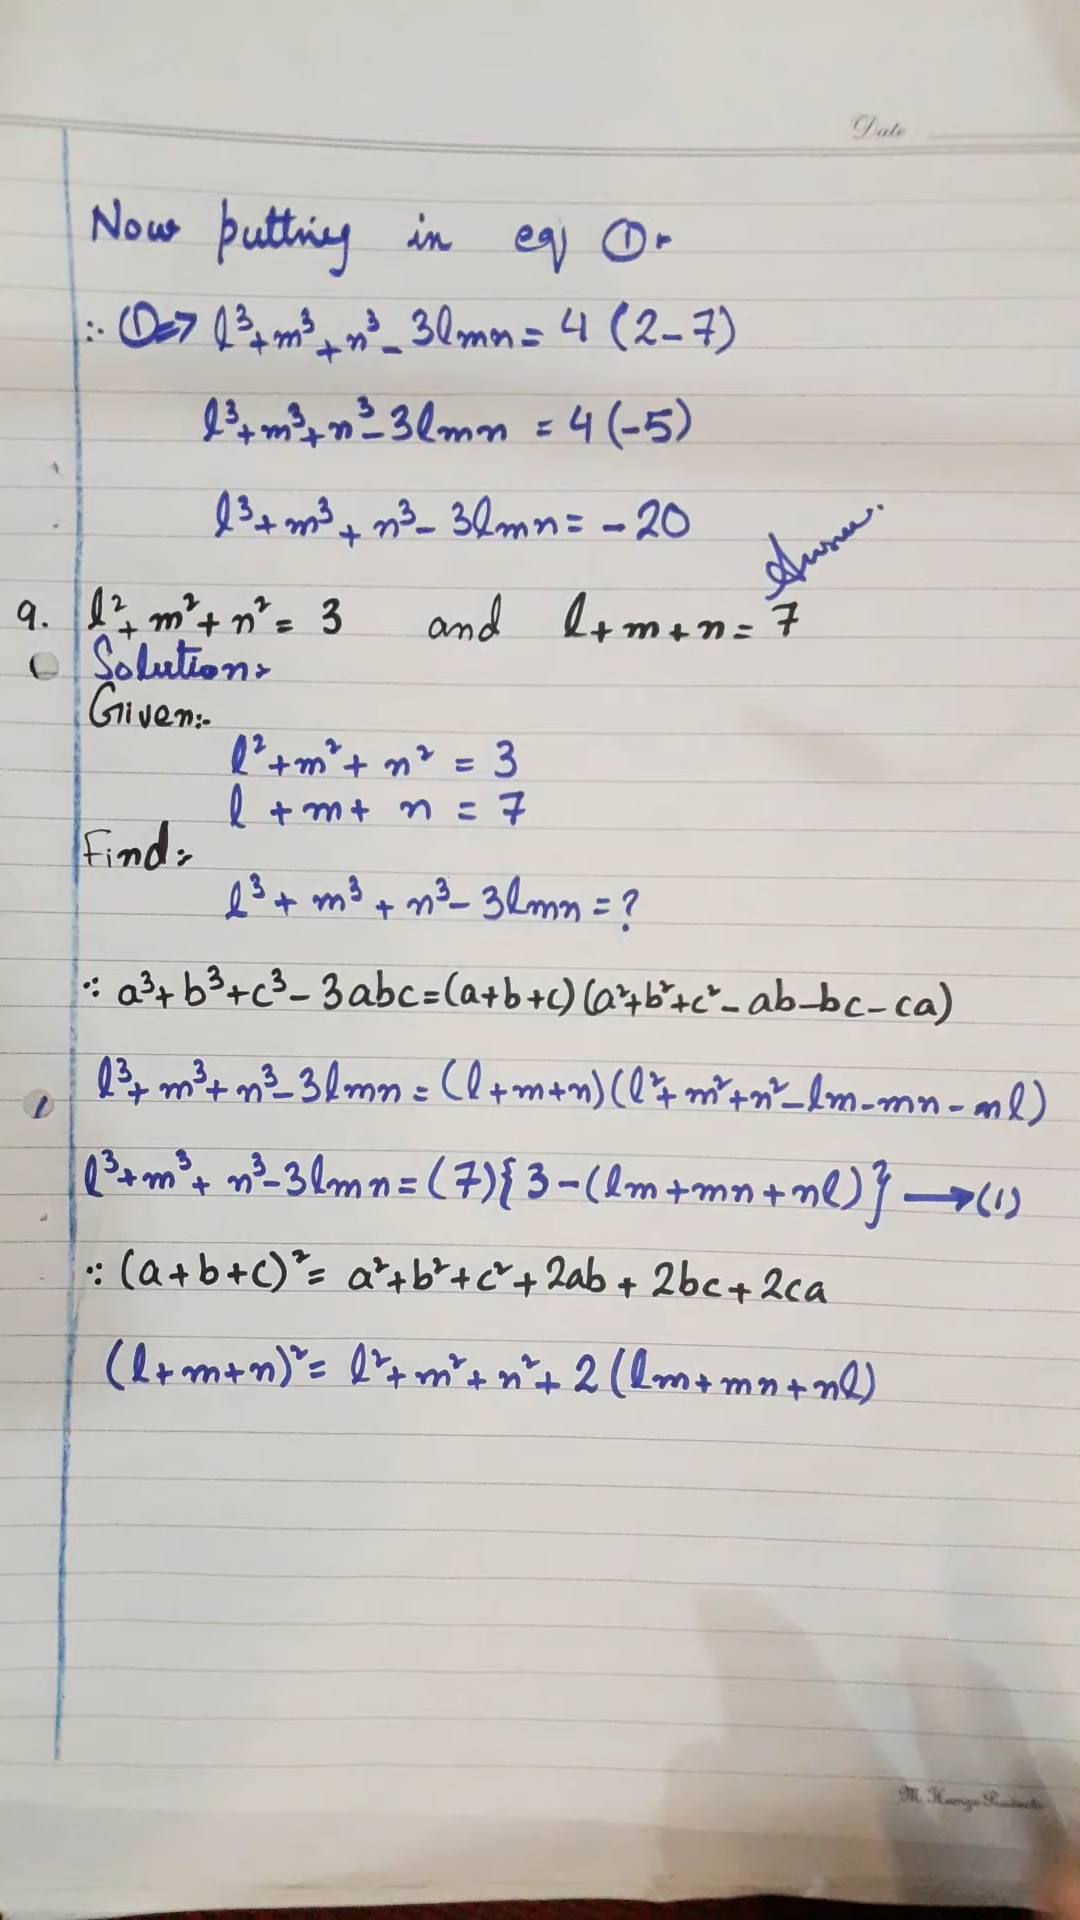 Date
Now putting in eq ①:-
∴ ①=> l³+m³+n³-3lmn=4(2-7)
l³+m³+n³-3lmn=4(-5)
l³+m³+n³-3lmn=-20
Answer.
9. l²+m²+n²=3 and l+m+n=7
Solution:-
Given:-
l²+m²+n²=3
l+m+n=7
Find:-
l³+m³+n³-3lmn=?
∵ a³+b³+c³-3abc=(a+b+c)(a²+b²+c²-ab-bc-ca)
l³+m³+n³-3lmn=(l+m+n)(l²+m²+n²-lm-mn-nl)
l³+m³+n³-3lmn=(7){3-(lm+mn+nl)}→(1)
∵ (a+b+c)²=a²+b²+c²+2ab+2bc+2ca
(l+m+n)²=l²+m²+n²+2(lm+mn+nl)
M. Hamza Products